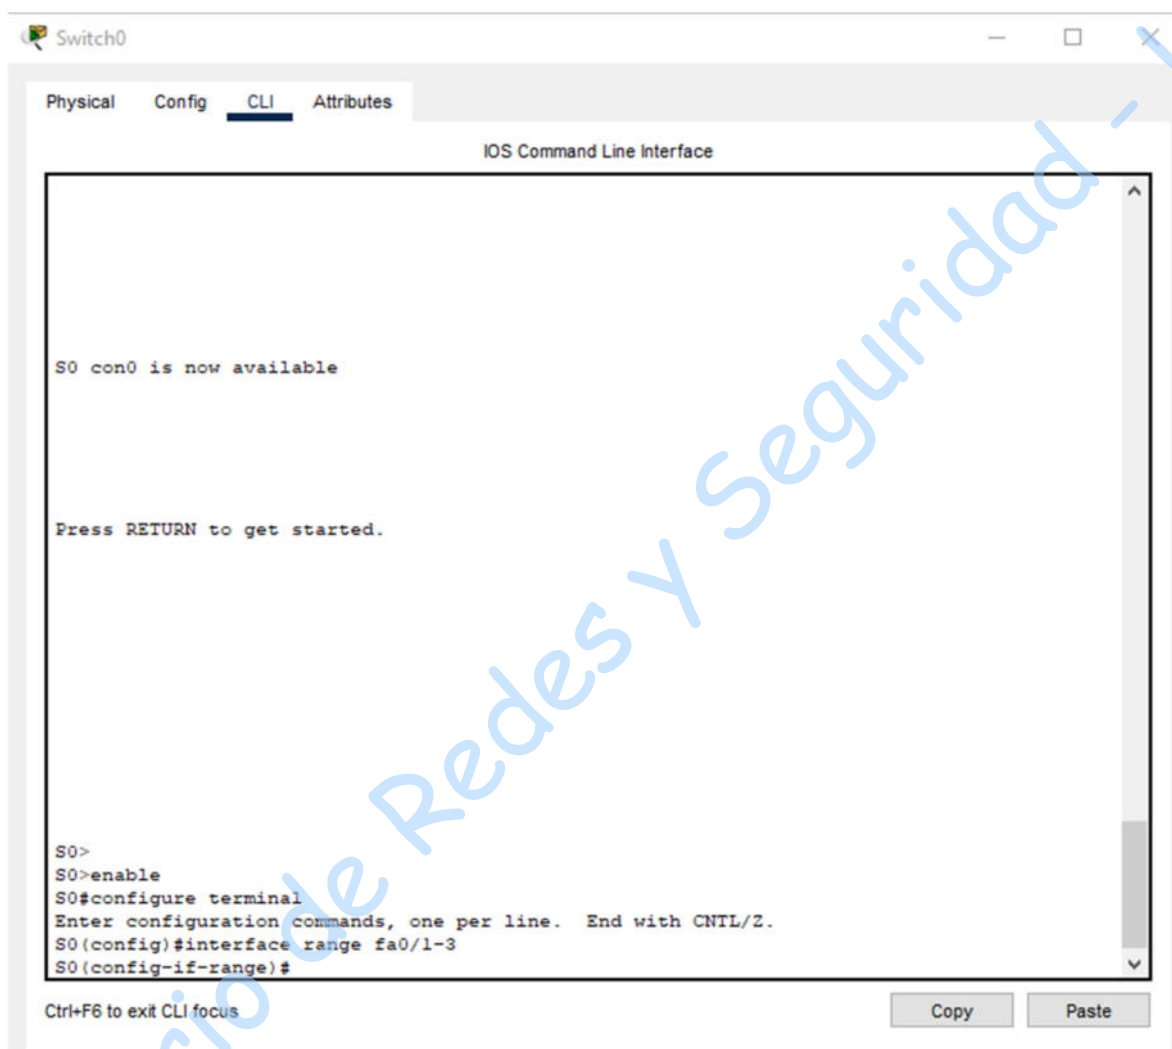 Switch0
Physical Config CLI Attributes
IOS Command Line Interface
S0 con0 is now available
Press RETURN to get started.
S0>
S0>enable
S0#configure terminal
Enter configuration commands, one per line.  End with CNTL/Z.
S0(config)#interface range fa0/1-3
S0(config-if-range)#
Ctrl+F6 to exit CLI focus
Copy Paste
de Redes y Seguridad -